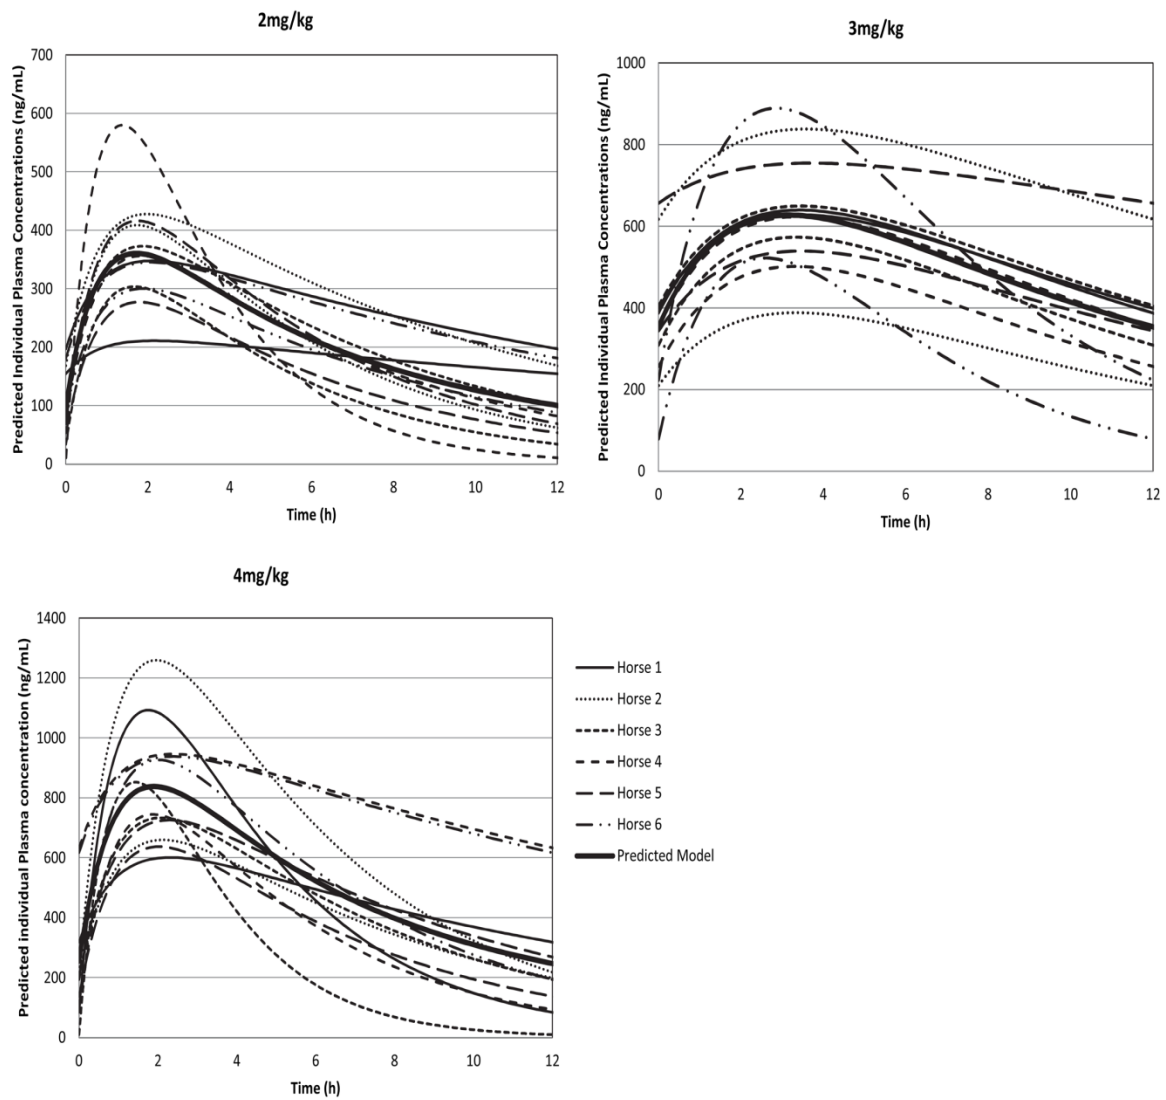 2mg/kg
Predicted Individual Plasma Concentrations (ng/mL)
700
600
500
400
300
200
100
0
0 2 4 6 8 10 12
Time (h)
3mg/kg
Predicted Individual Plasma Concentrations (ng/mL)
1000
800
600
400
200
0
0 2 4 6 8 10 12
Time (h)
4mg/kg
Predicted individual Plasma concentration (ng/mL)
1400
1200
1000
800
600
400
200
0
0 2 4 6 8 10 12
Time (h)
Horse 1
Horse 2
Horse 3
Horse 4
Horse 5
Horse 6
Predicted Model